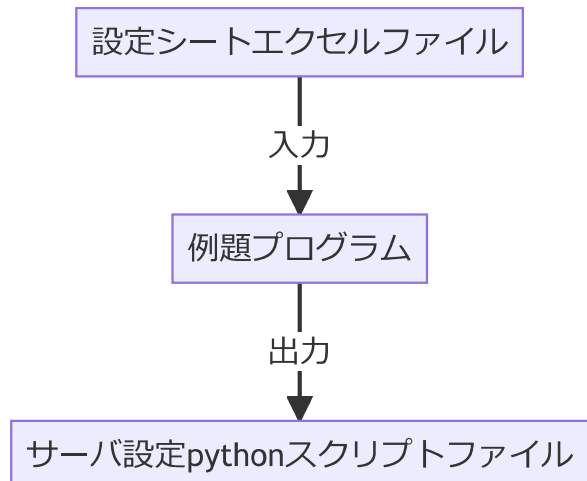 設定シートエクセルファイル
入力
例題プログラム
出力
サーバ設定pythonスクリプトファイル